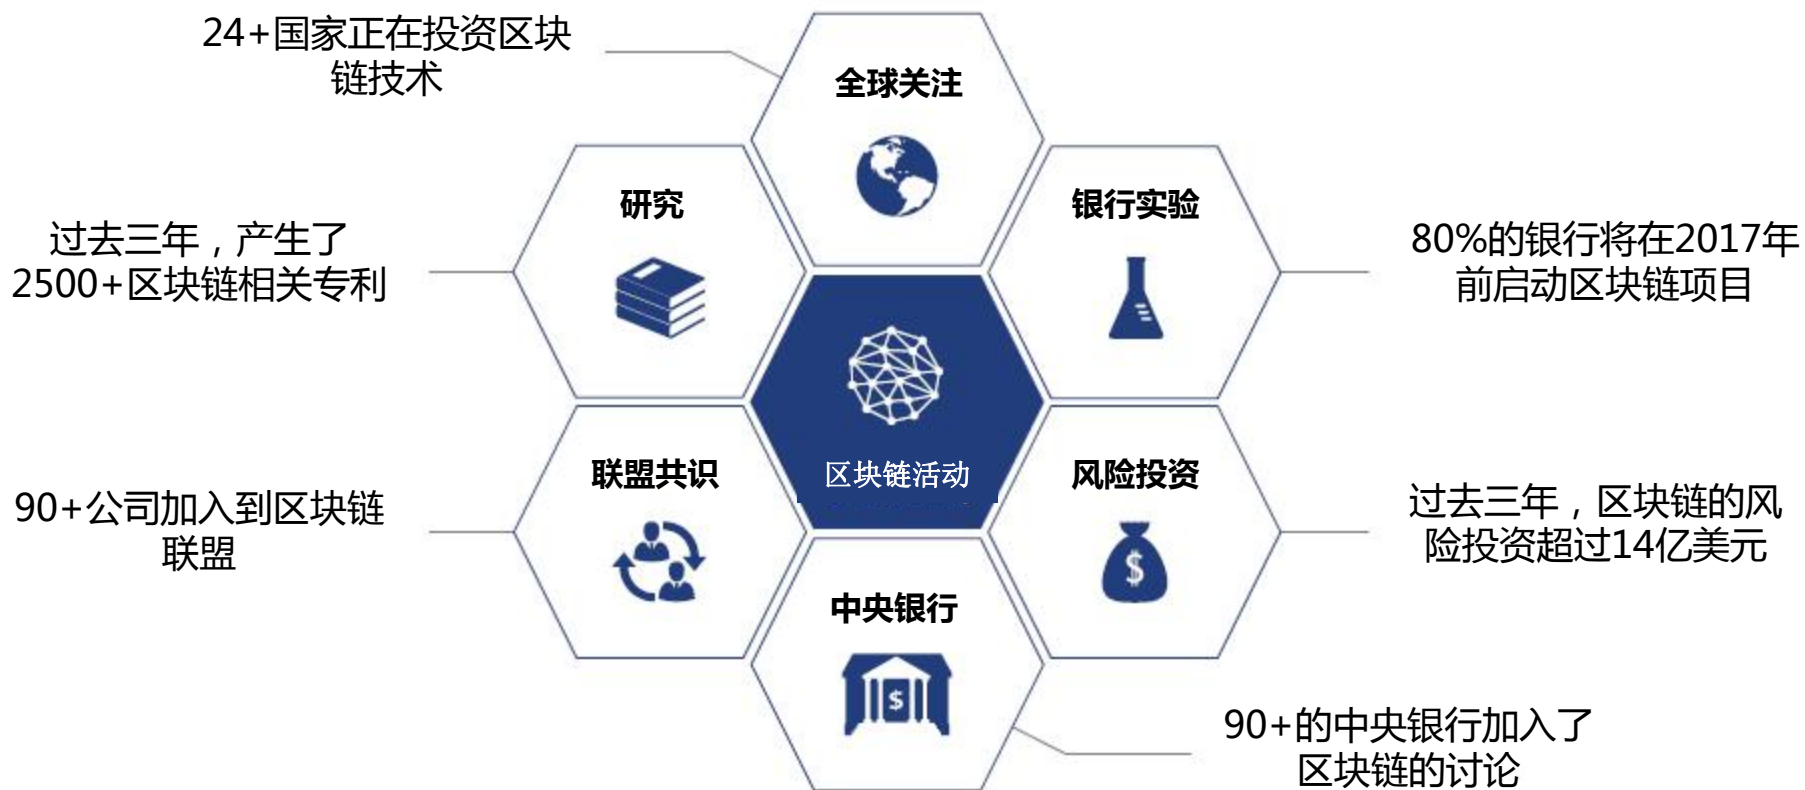 24+国家正在投资区块
链技术
全球关注
研究
银行实验
过去三年，产生了
2500+区块链相关专利
80%的银行将在2017年
前启动区块链项目
区块链活动
联盟共识
风险投资
90+公司加入到区块链
联盟
过去三年，区块链的风
险投资超过14亿美元
$
中央银行
$
90+的中央银行加入了
区块链的讨论